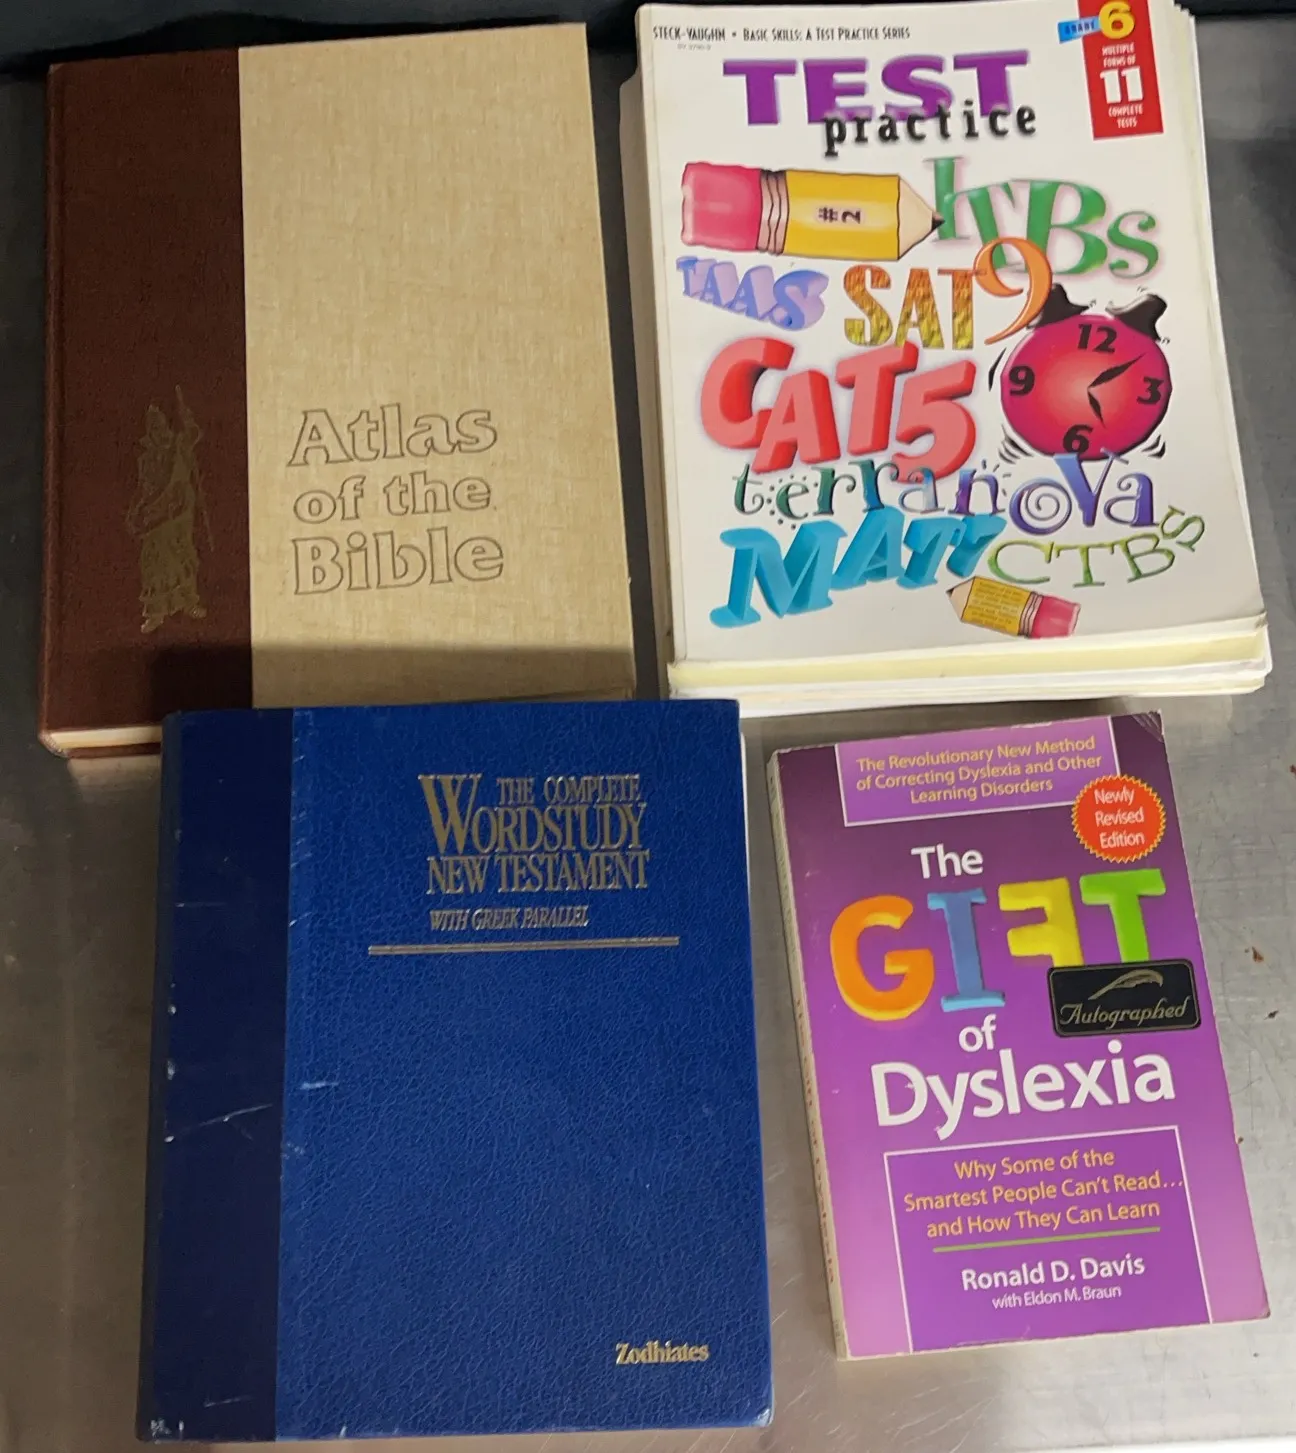 Atlas
of the
Bible
STECK-VAUGHN • BASIC SKILLS: A TEST PRACTICE SERIES
GRADE 6
MULTIPLE
FORMS OF
11
COMPLETE
TESTS
TEST
practice
#2
ITBS
TAAS
SAT9
12
9
3
6
CAT5
terranova
MAT7
CTBS
THE COMPLETE
WORDSTUDY
NEW TESTAMENT
WITH GREEK PARALLEL
Zodhiates
The Revolutionary New Method
of Correcting Dyslexia and Other
Learning Disorders
Newly
Revised
Edition
The
GIFT
of
Dyslexia
Autographed
Why Some of the
Smartest People Can't Read...
and How They Can Learn
Ronald D. Davis
with Eldon M. Braun